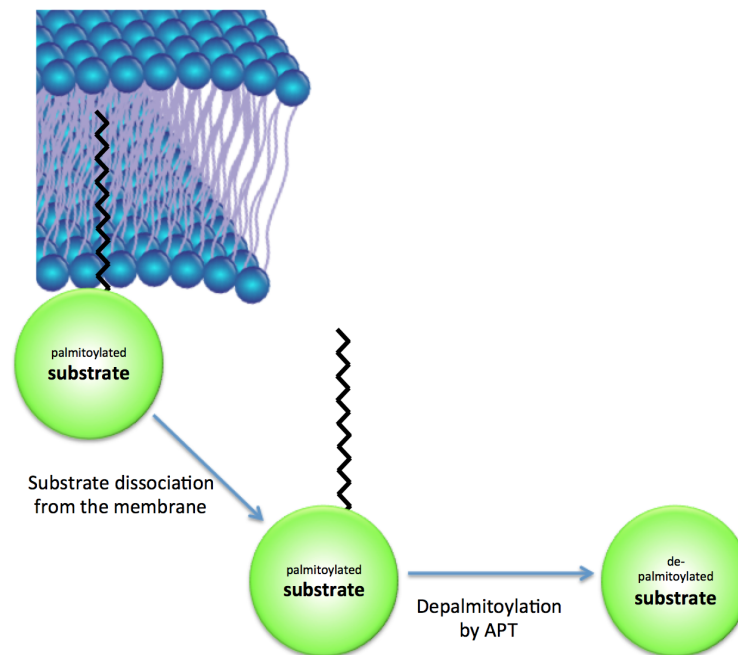 palmitoylated
substrate
Substrate dissociation
from the membrane
palmitoylated
substrate
Depalmitoylation
by APT
de-
palmitoylated
substrate